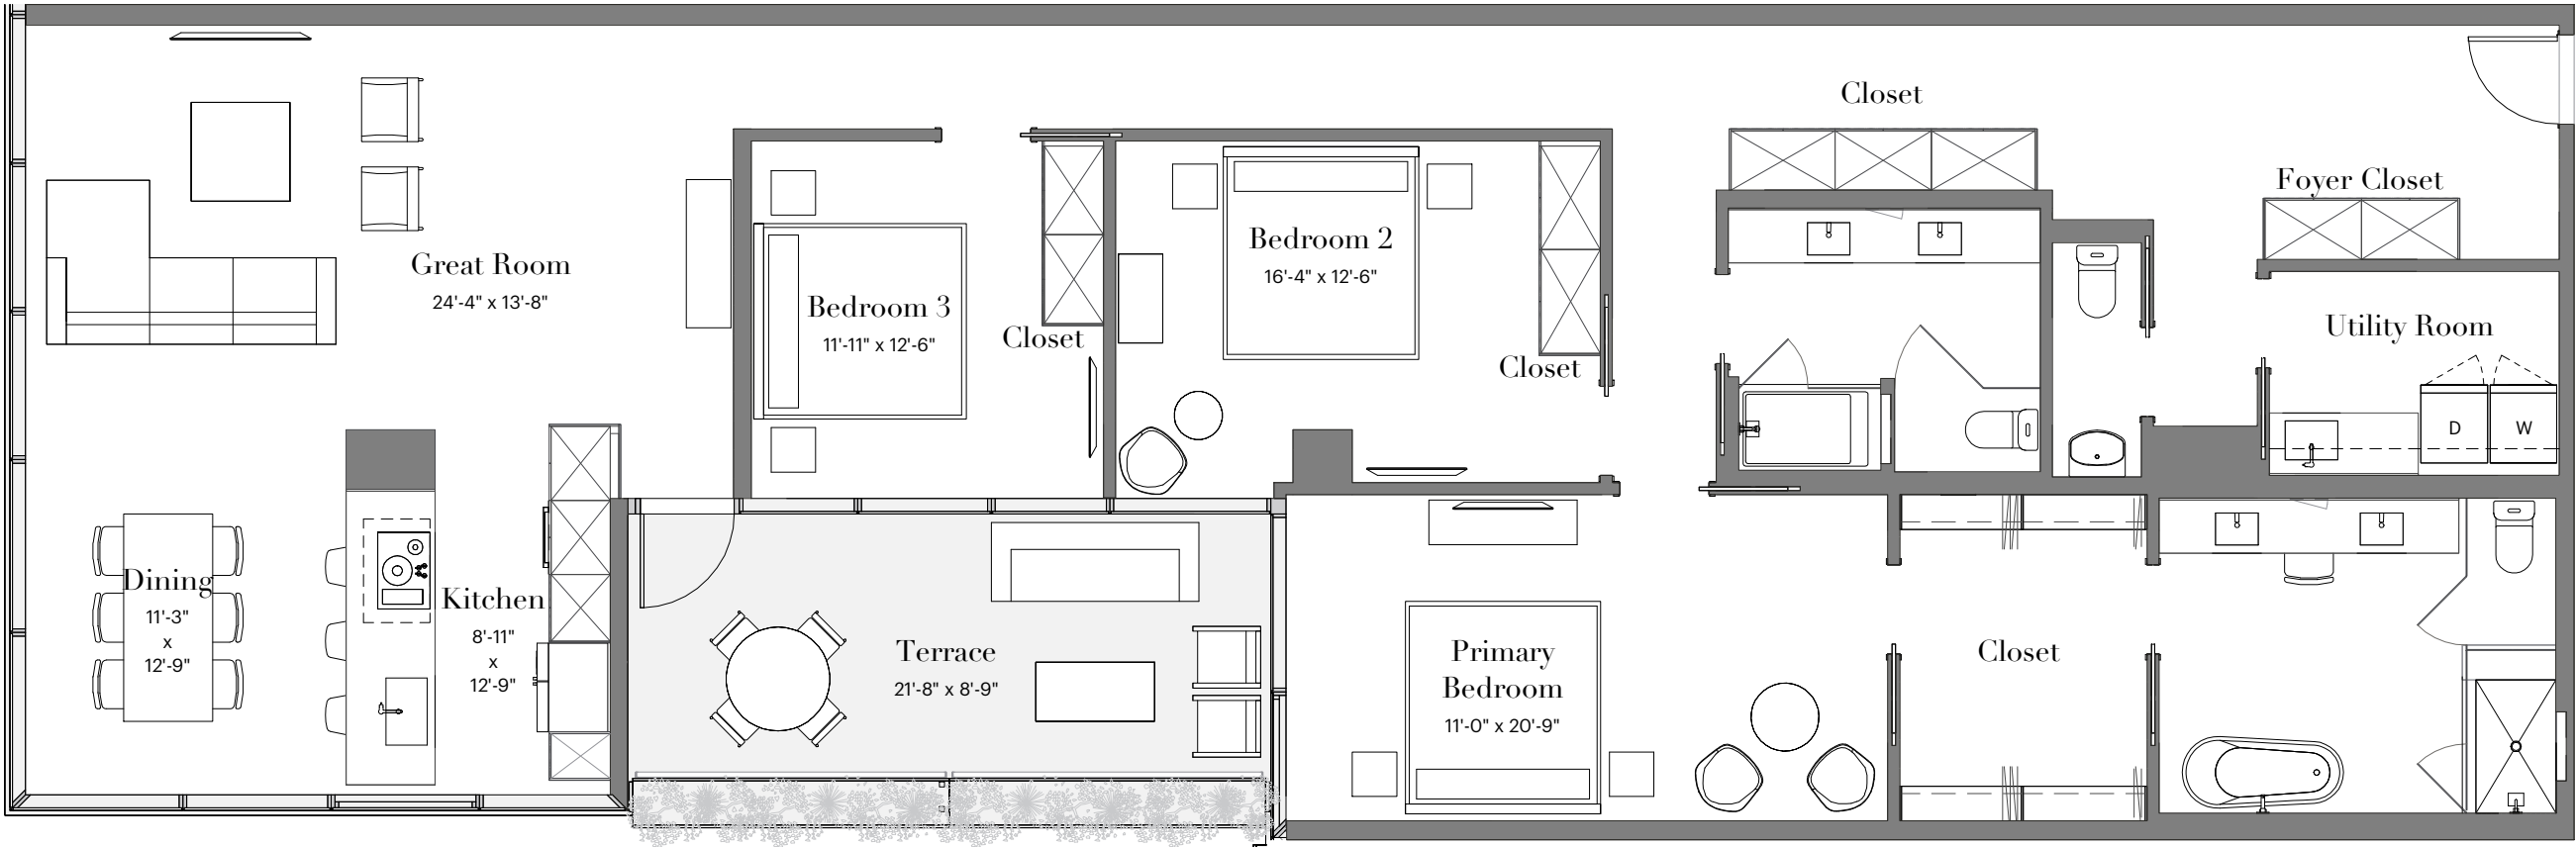 Closet
Foyer Closet
Great Room
24'-4" x 13'-8"
Bedroom 3
11'-11" x 12'-6"
Closet
Bedroom 2
16'-4" x 12'-6"
Closet
Utility Room
D
W
Dining
11'-3"
x
12'-9"
Kitchen
8'-11"
x
12'-9"
Terrace
21'-8" x 8'-9"
Primary
Bedroom
11'-0" x 20'-9"
Closet